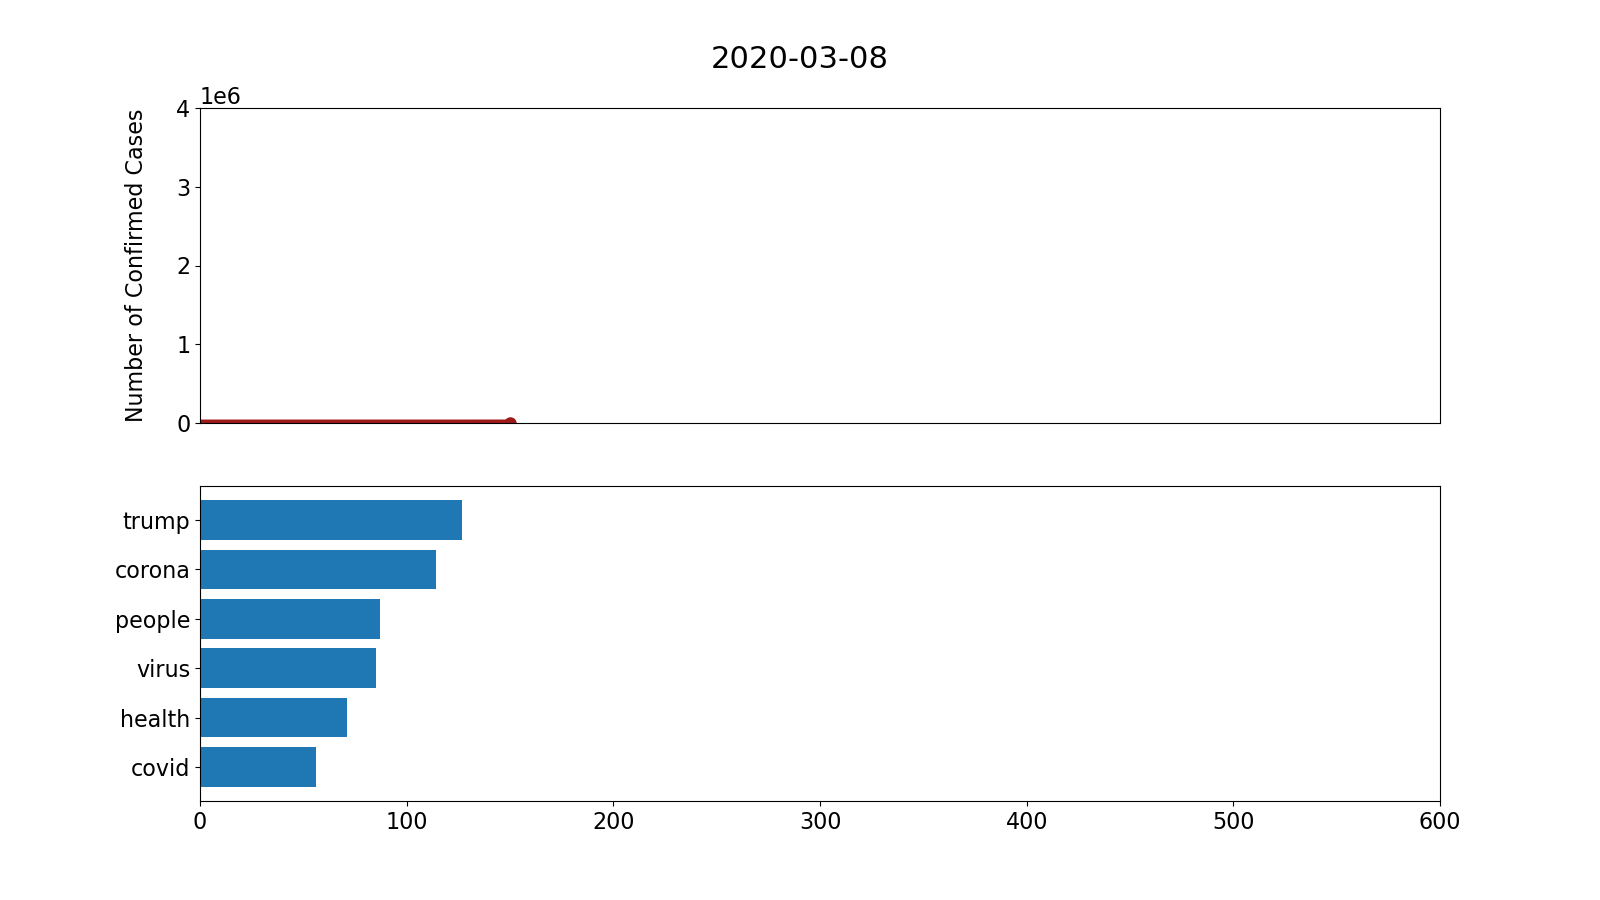 2020-03-08
1e6
Number of Confirmed Cases
4
3
2
1
0
trump
corona
people
virus
health
covid
0 100 200 300 400 500 600